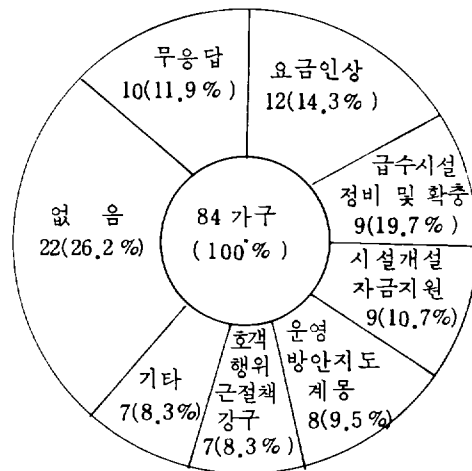 무응답
10(11.9%)
요금인상
12(14.3%)
급수시설
정비 및 확충
9(19.7%)
시설개설
자금지원
9(10.7%)
운영
방안지도
계몽
8(9.5%)
호객
행위
근절책
강구
7(8.3%)
기타
7(8.3%)
없 음
22(26.2%)
84 가구
(100%)